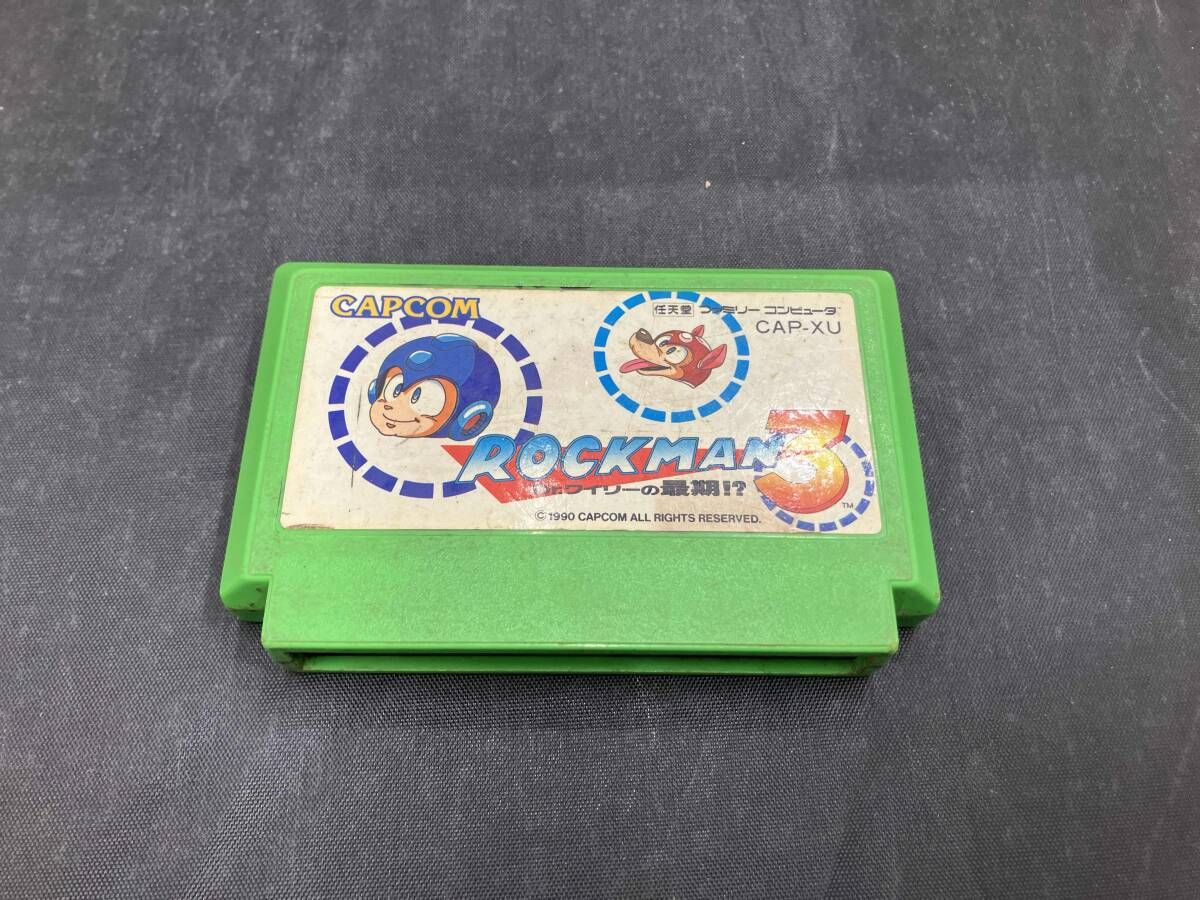 CAPCOM
任天堂 ファミリー コンピュータ
CAP-XU
ROCKMAN 3
Dr.ワイリーの最期!?
TM
© 1990 CAPCOM ALL RIGHTS RESERVED.